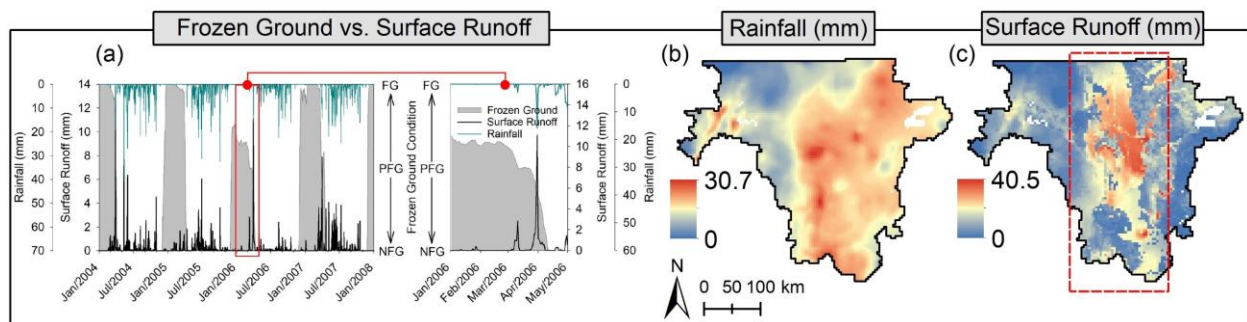 Frozen Ground vs. Surface Runoff
Rainfall (mm)
Surface Runoff (mm)
(a)
(b)
(c)
Rainfall (mm)
0
10
20
30
40
50
60
70
Surface Runoff (mm)
14
12
10
8
6
4
2
0
Jan/2004
Jul/2004
Jan/2005
Jul/2005
Jan/2006
Jul/2006
Jan/2007
Jul/2007
Jan/2008
FG
PFG
NFG
Frozen Ground Condition
FG
PFG
NFG
Frozen Ground
Surface Runoff
Rainfall
Jan/2006
Feb/2006
Mar/2006
Apr/2006
May/2006
16
14
12
10
8
6
4
2
0
Surface Runoff (mm)
0
10
20
30
40
50
60
Rainfall (mm)
30.7
0
N
0 50 100 km
40.5
0